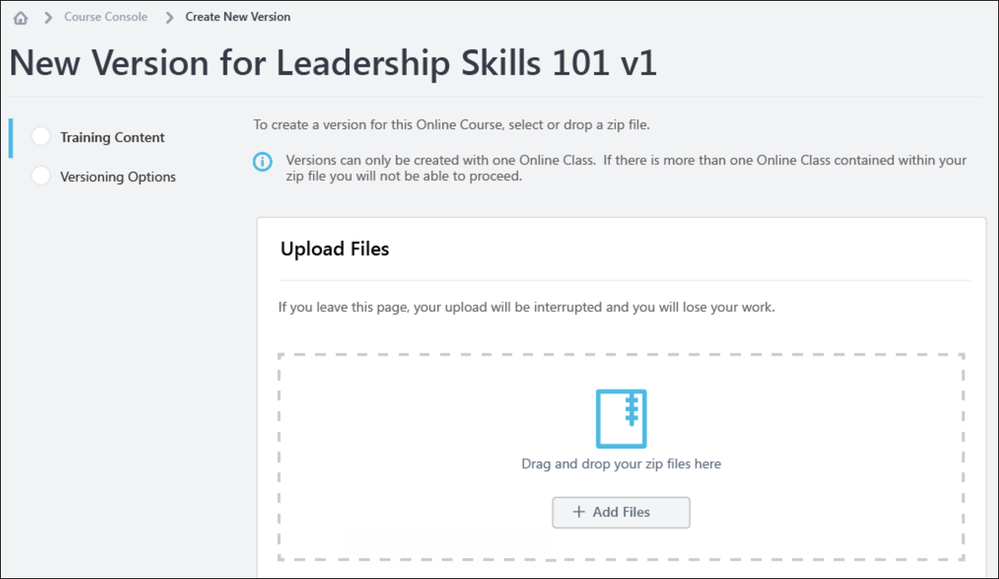 Course Console Create New Version
New Version for Leadership Skills 101 v1
Training Content
Versioning Options
To create a version for this Online Course, select or drop a zip file.
Versions can only be created with one Online Class.  If there is more than one Online Class contained within your
zip file you will not be able to proceed.
Upload Files
If you leave this page, your upload will be interrupted and you will lose your work.
Drag and drop your zip files here
+ Add Files